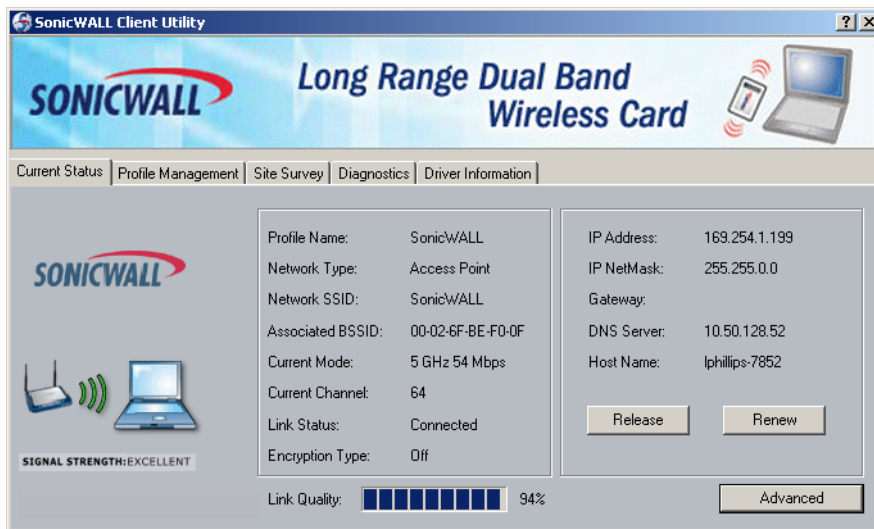 SonicWALL Client Utility
SONICWALL
Long Range Dual Band
Wireless Card
Current Status
Profile Management
Site Survey
Diagnostics
Driver Information
SONICWALL
SIGNAL STRENGTH:EXCELLENT
Profile Name: SonicWALL
Network Type: Access Point
Network SSID: SonicWALL
Associated BSSID: 00-02-6F-BE-F0-0F
Current Mode: 5 GHz 54 Mbps
Current Channel: 64
Link Status: Connected
Encryption Type: Off
Link Quality: 94%
IP Address: 169.254.1.199
IP NetMask: 255.255.0.0
Gateway:
DNS Server: 10.50.128.52
Host Name: lphillips-7852
Release
Renew
Advanced